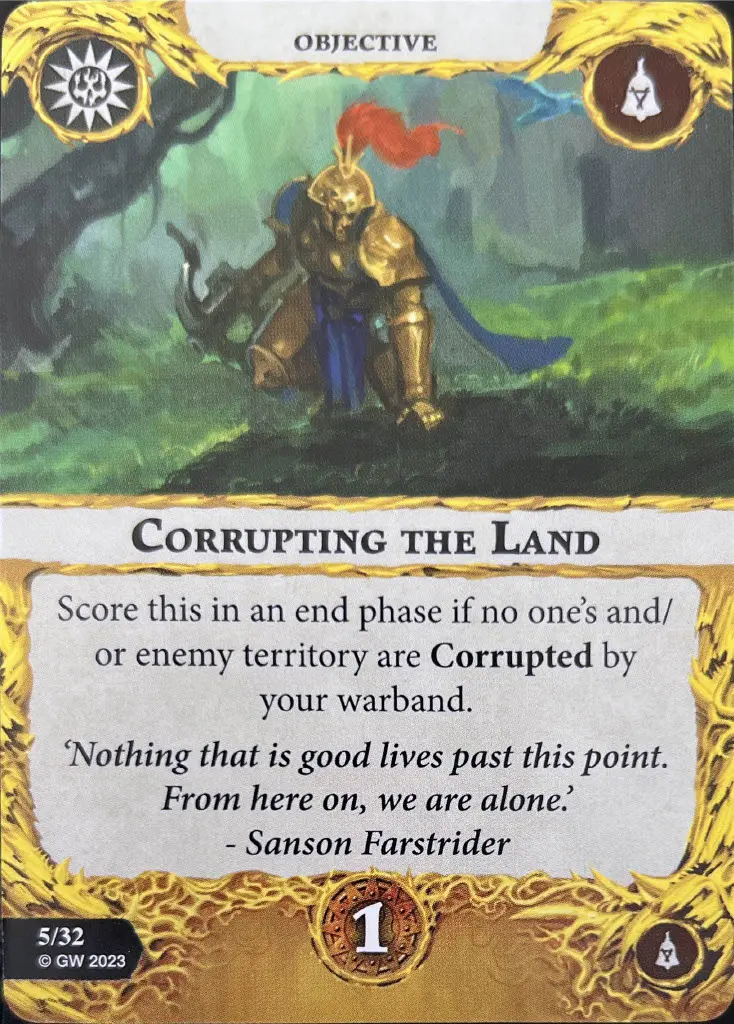 OBJECTIVE
CORRUPTING THE LAND
Score this in an end phase if no one's and/
or enemy territory are Corrupted by
your warband.
‘Nothing that is good lives past this point.
From here on, we are alone.’
- Sanson Farstrider
1
5/32
© GW 2023